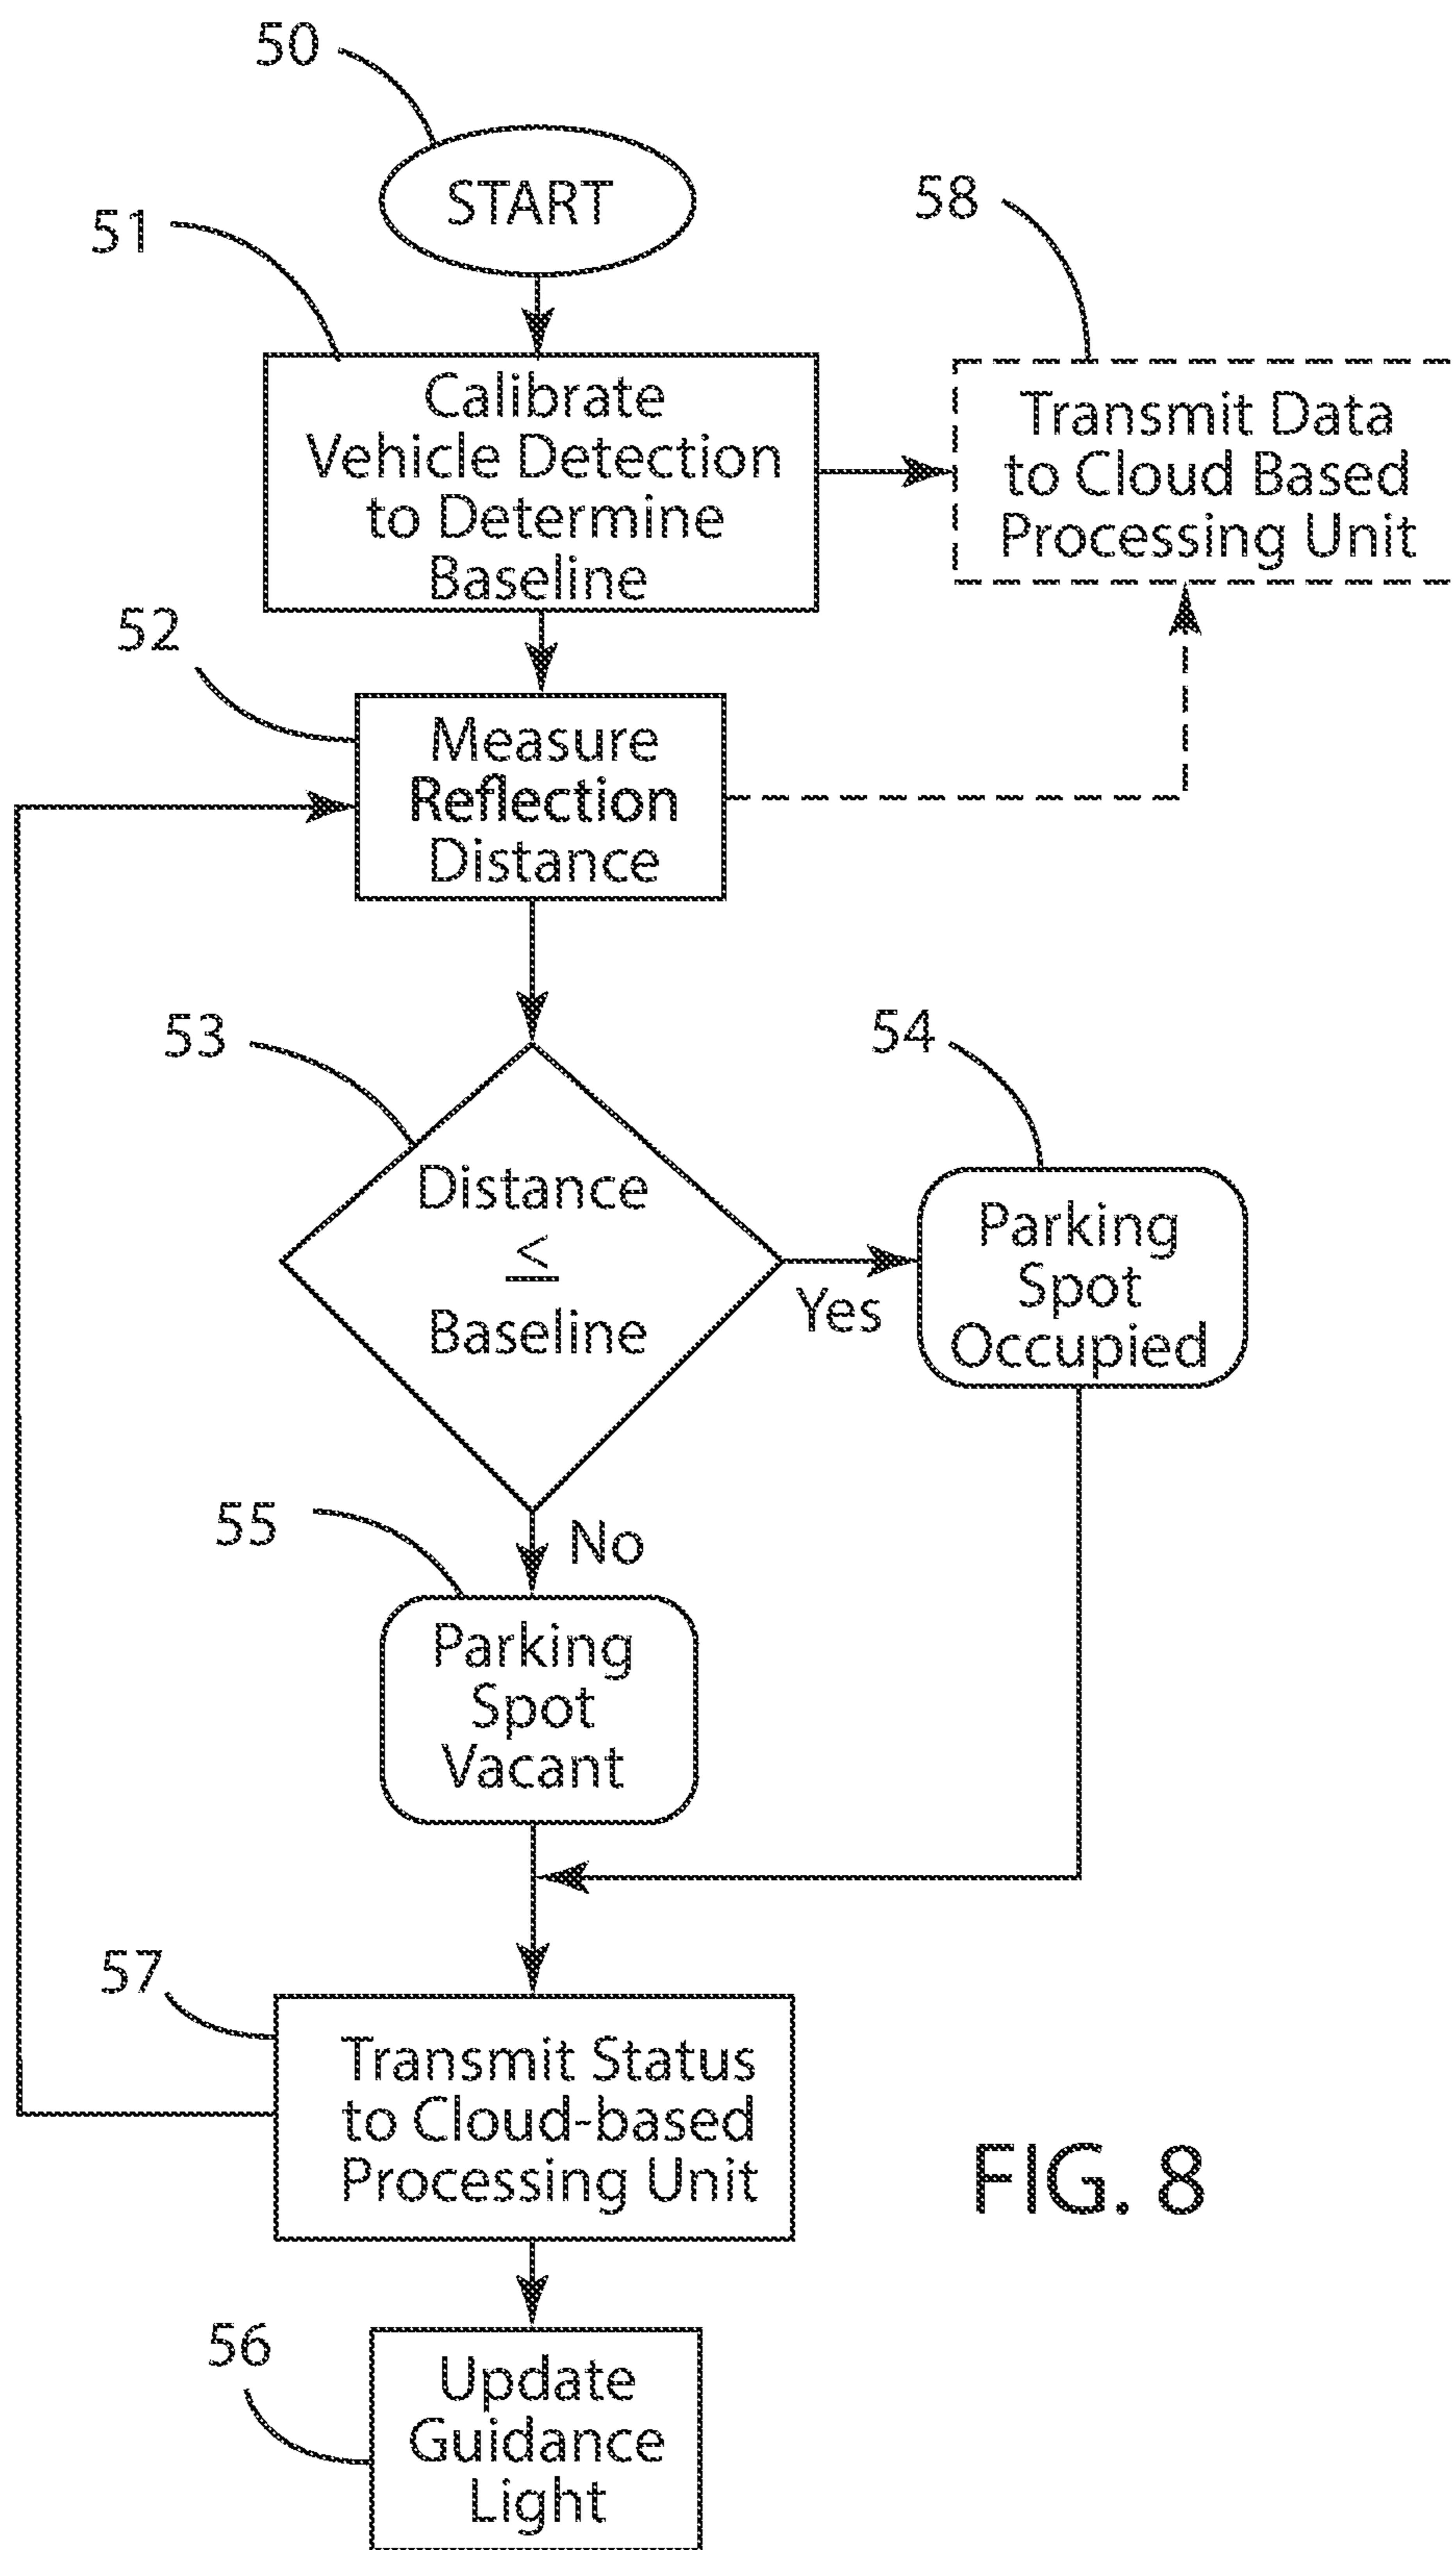 50
START
51
58
Calibrate
Vehicle Detection
to Determine
Baseline
Transmit Data
to Cloud Based
Processing Unit
52
Measure
Reflection
Distance
53
54
Distance
≤
Baseline
Yes
Parking
Spot
Occupied
55
No
Parking
Spot
Vacant
57
Transmit Status
to Cloud-based
Processing Unit
FIG. 8
56
Update
Guidance
Light